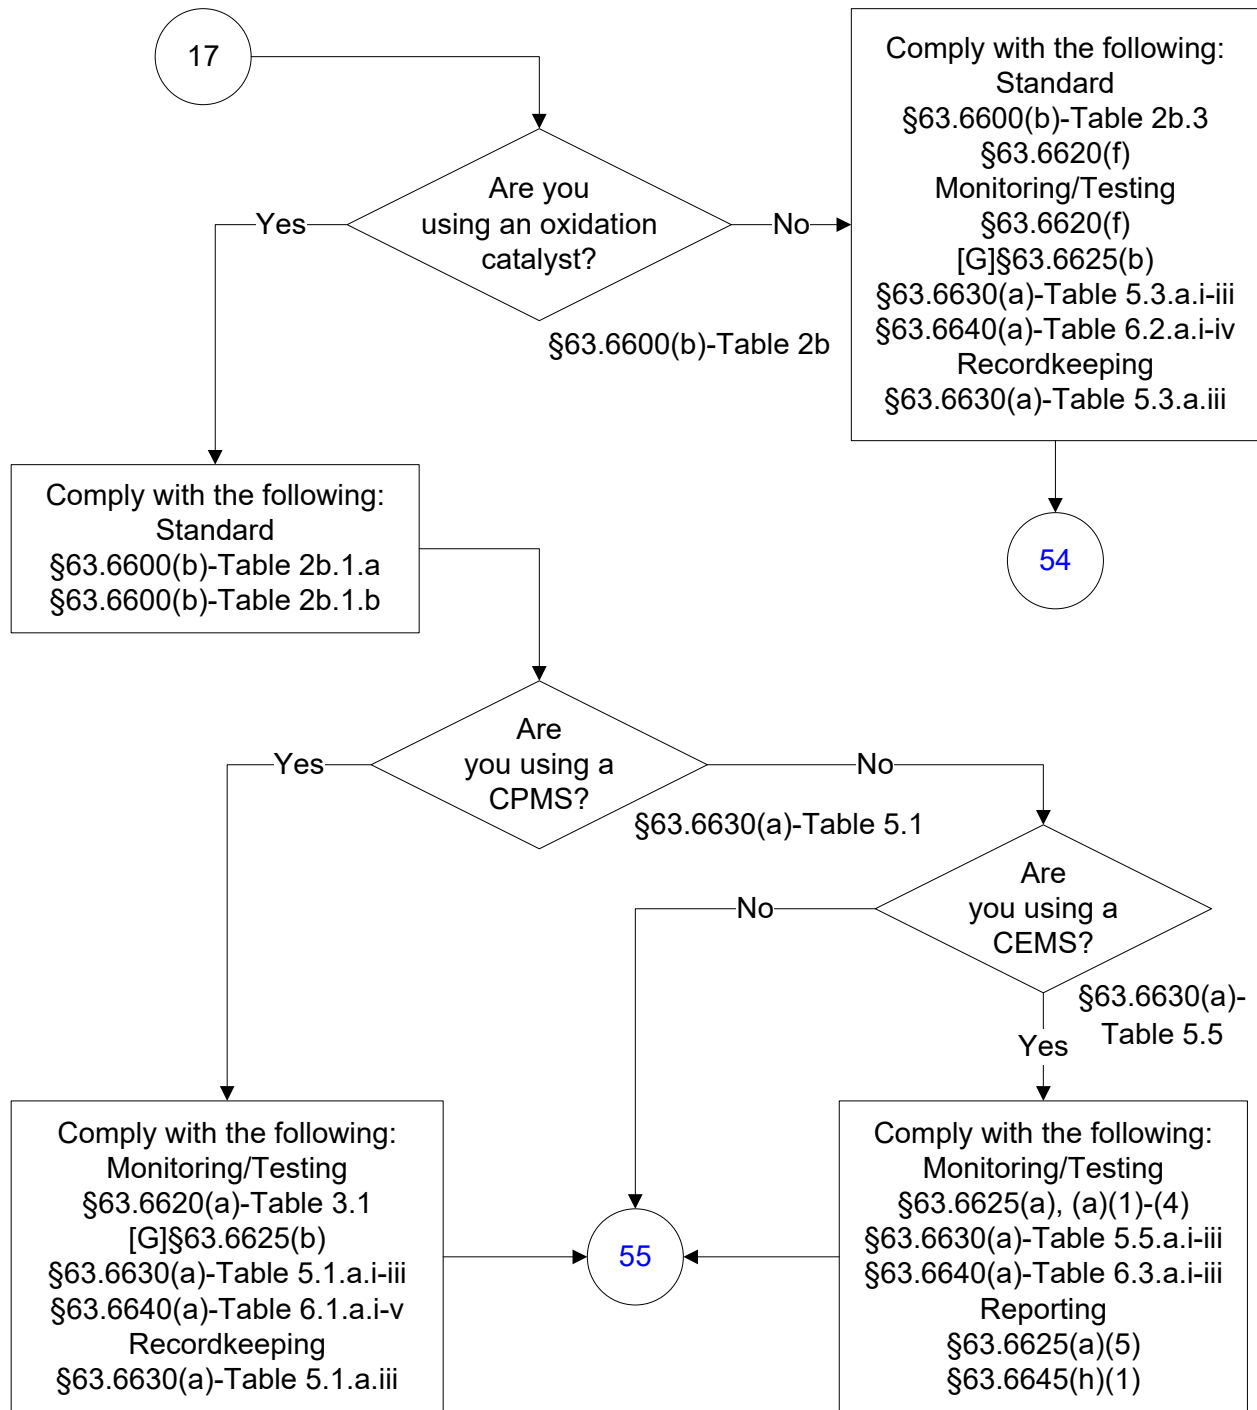 17
Are you
using an oxidation
catalyst?
Yes
No
§63.6600(b)-Table 2b
Comply with the following:
Standard
§63.6600(b)-Table 2b.3
§63.6620(f)
Monitoring/Testing
§63.6620(f)
[G]§63.6625(b)
§63.6630(a)-Table 5.3.a.i-iii
§63.6640(a)-Table 6.2.a.i-iv
Recordkeeping
§63.6630(a)-Table 5.3.a.iii
54
Comply with the following:
Standard
§63.6600(b)-Table 2b.1.a
§63.6600(b)-Table 2b.1.b
Are
you using a
CPMS?
Yes
No
§63.6630(a)-Table 5.1
Are
you using a
CEMS?
No
§63.6630(a)-
Table 5.5
Yes
Comply with the following:
Monitoring/Testing
§63.6620(a)-Table 3.1
[G]§63.6625(b)
§63.6630(a)-Table 5.1.a.i-iii
§63.6640(a)-Table 6.1.a.i-v
Recordkeeping
§63.6630(a)-Table 5.1.a.iii
55
Comply with the following:
Monitoring/Testing
§63.6625(a), (a)(1)-(4)
§63.6630(a)-Table 5.5.a.i-iii
§63.6640(a)-Table 6.3.a.i-iii
Reporting
§63.6625(a)(5)
§63.6645(h)(1)